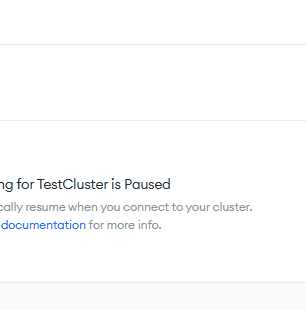 ng for TestCluster is Paused
cally resume when you connect to your cluster.
documentation for more info.